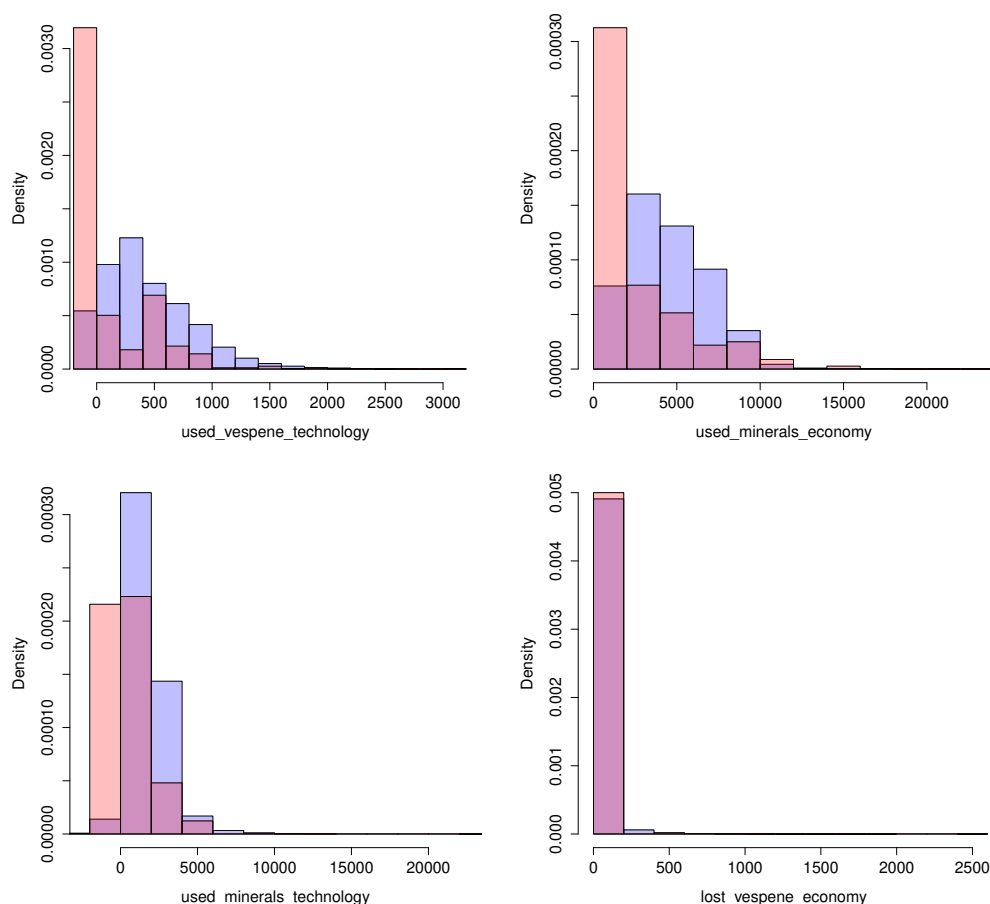 0.0030
0.0020
0.0010
0.0000
Density
0 500 1000 1500 2000 2500 3000
used_vespene_technology
0.00030
0.00020
0.00010
0.00000
Density
0 5000 10000 15000 20000
used_minerals_economy
0.00030
0.00020
0.00010
0.00000
Density
0 5000 10000 15000 20000
used_minerals_technology
0.005
0.004
0.003
0.002
0.001
0.000
Density
0 500 1000 1500 2000 2500
lost_vespene_economy